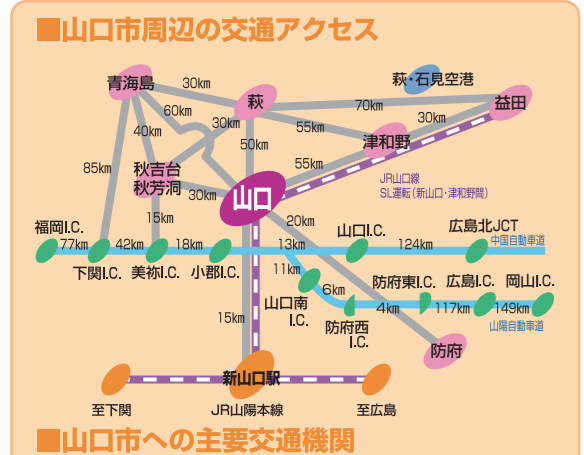 ■山口市周辺の交通アクセス
青海島
30km
萩
萩・石見空港
益田
60km
70km
40km
30km
50km
55km
30km
津和野
85km
秋吉台
秋芳洞
30km
山口
55km
JR山口線
SL運転(新山口・津和野間)
15km
20km
福岡I.C.
山口I.C.
広島北JCT
77km
42km
18km
13km
124km
中国自動車道
下関I.C.
美祢I.C.
小郡I.C.
11km
山口南
I.C.
6km
防府東I.C.
広島I.C.
岡山I.C.
15km
防府西
I.C.
4km
117km
149km
山陽自動車道
防府
新山口駅
至下関
JR山陽本線
至広島
■山口市への主要交通機関